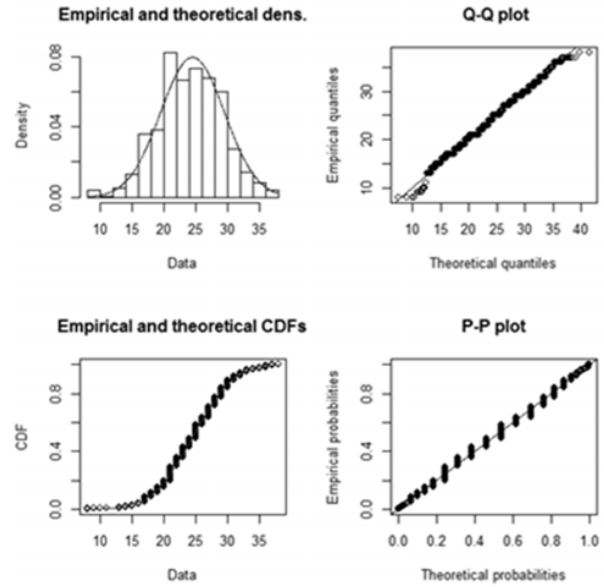 Empirical and theoretical dens.
Density
0.00
0.04
0.08
10 15 20 25 30 35
Data
Q-Q plot
Empirical quantiles
10 20 30
10 15 20 25 30 35 40
Theoretical quantiles
Empirical and theoretical CDFs
CDF
0.0 0.4 0.8
10 15 20 25 30 35
Data
P-P plot
Empirical probabilities
0.0 0.4 0.8
0.0 0.2 0.4 0.6 0.8 1.0
Theoretical probabilities